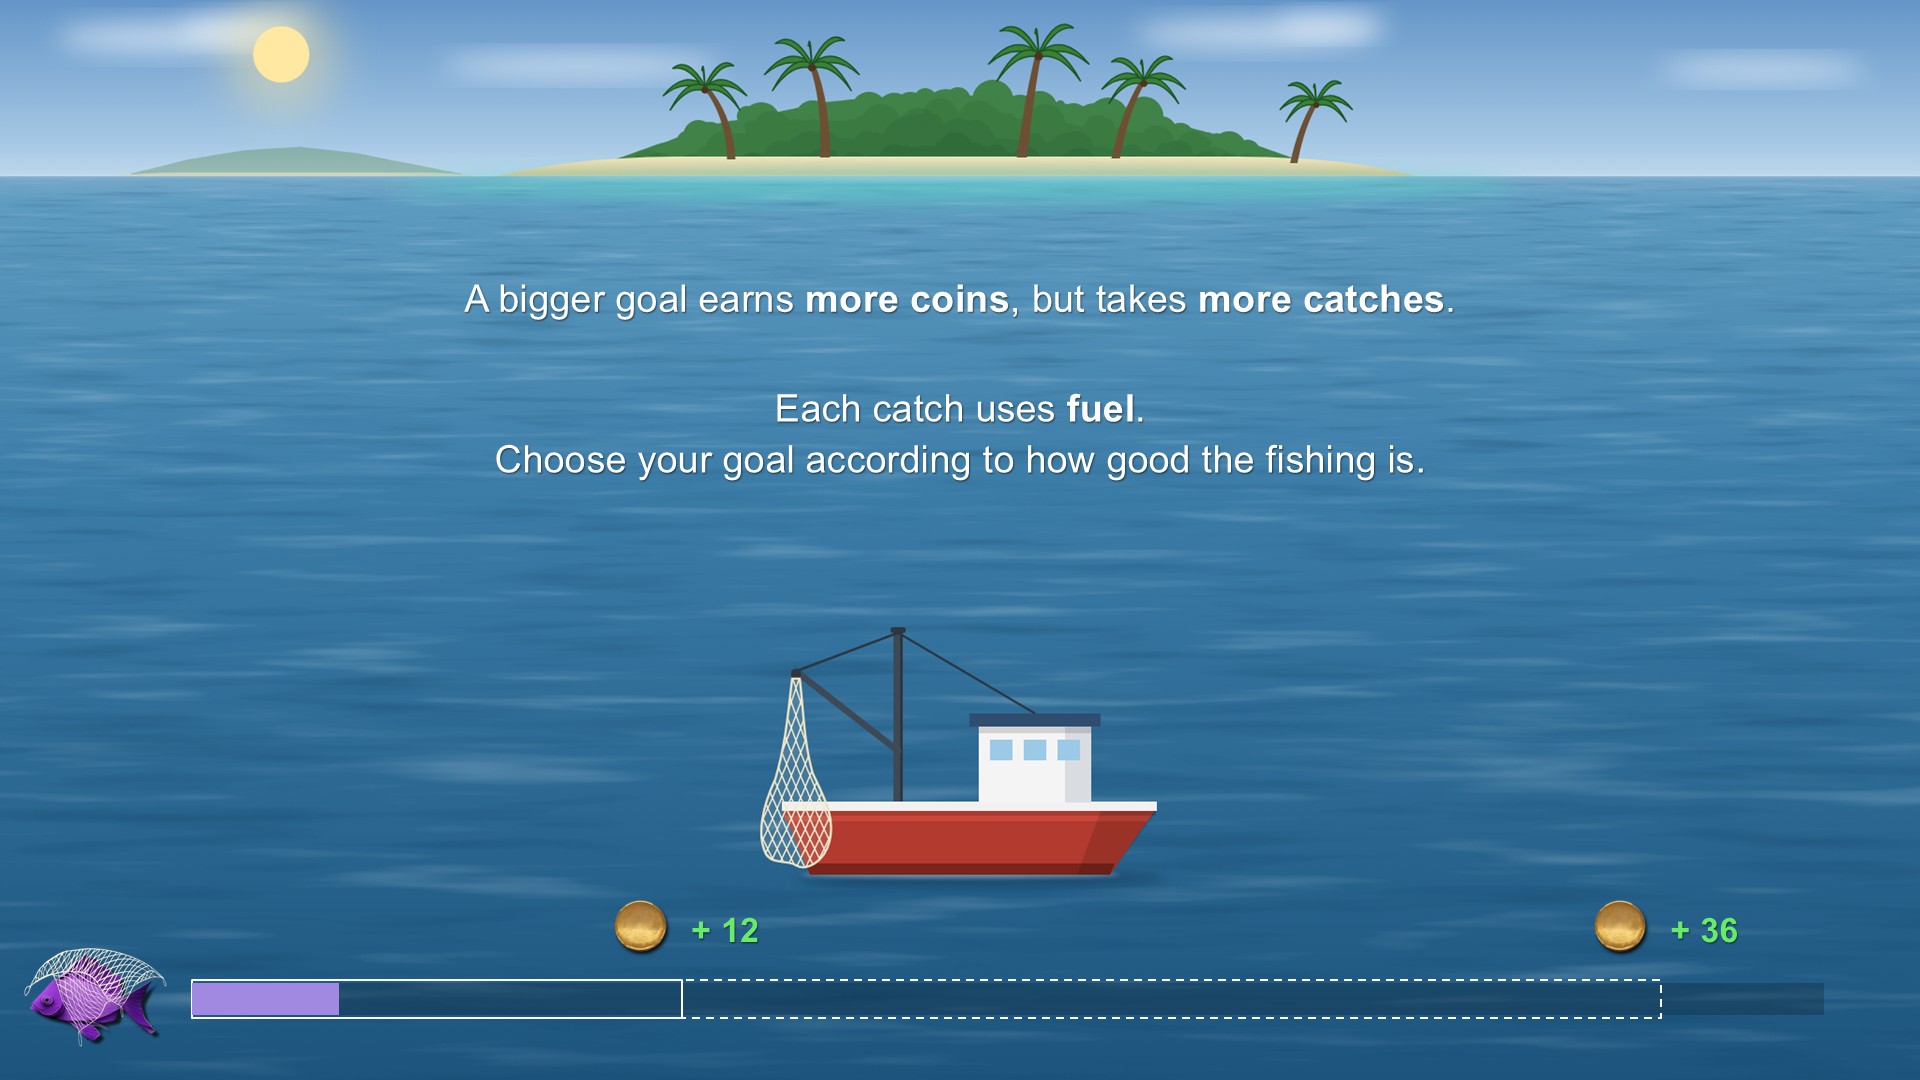 A bigger goal earns more coins, but takes more catches.
Each catch uses fuel.
Choose your goal according to how good the fishing is.
+ 12
+ 36